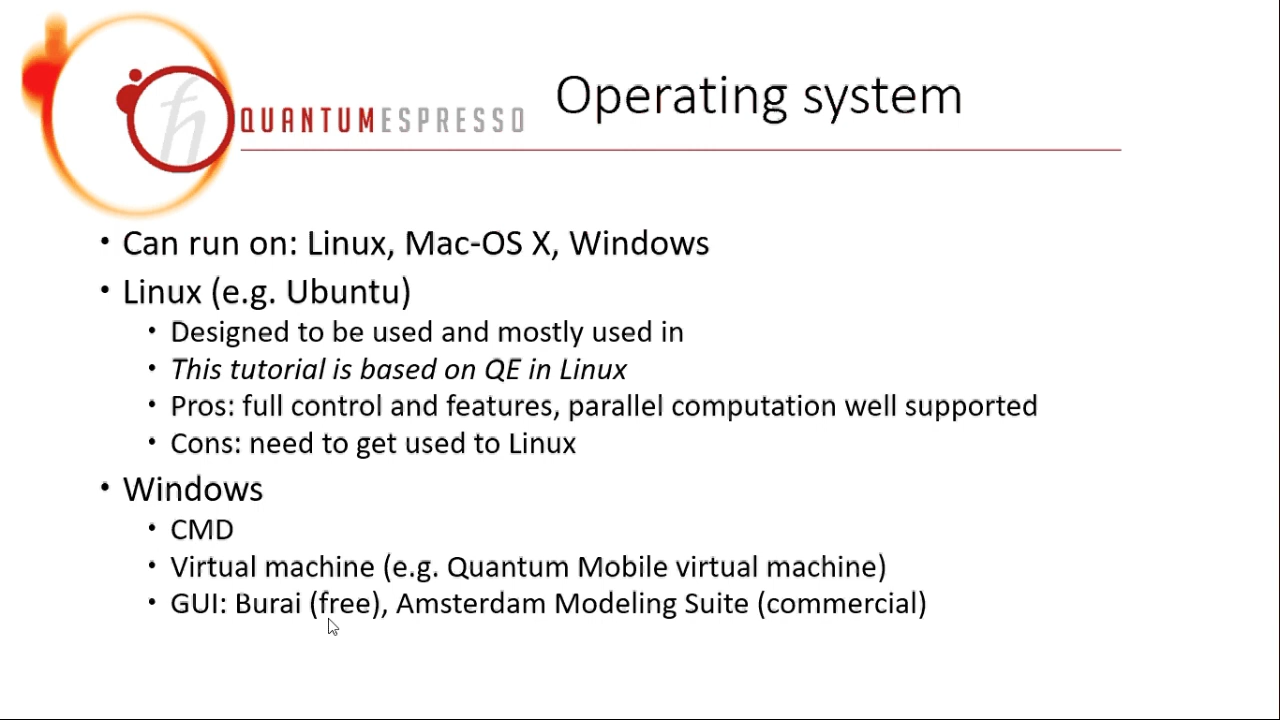 QUANTUMESPRESSO
Operating system
• Can run on: Linux, Mac-OS X, Windows
• Linux (e.g. Ubuntu)
• Designed to be used and mostly used in
• This tutorial is based on QE in Linux
• Pros: full control and features, parallel computation well supported
• Cons: need to get used to Linux
• Windows
• CMD
• Virtual machine (e.g. Quantum Mobile virtual machine)
• GUI: Burai (free), Amsterdam Modeling Suite (commercial)